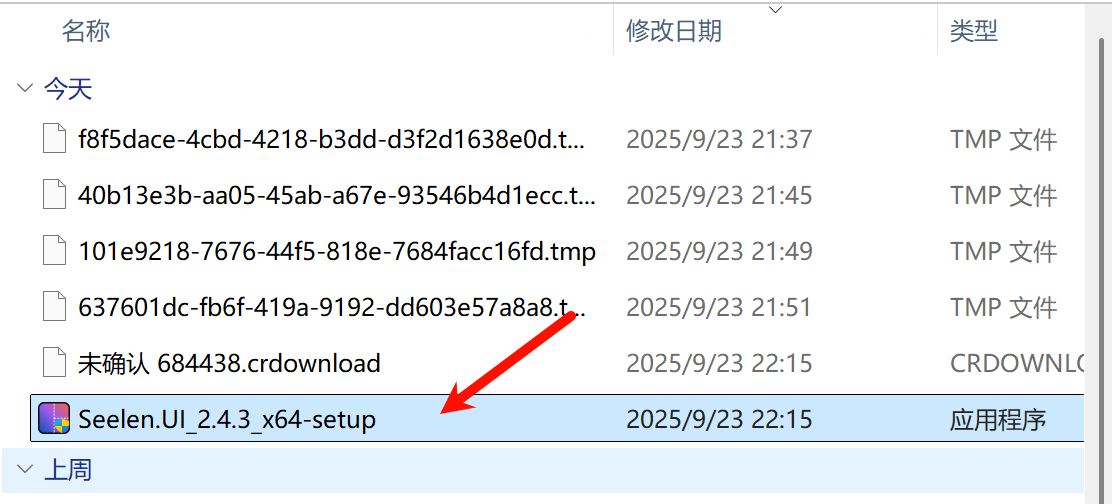 名称 修改日期 类型
今天
f8f5dace-4cbd-4218-b3dd-d3f2d1638e0d.t... 2025/9/23 21:37 TMP 文件
40b13e3b-aa05-45ab-a67e-93546b4d1ecc.t... 2025/9/23 21:45 TMP 文件
101e9218-7676-44f5-818e-7684facc16fd.tmp 2025/9/23 21:49 TMP 文件
637601dc-fb6f-419a-9192-dd603e57a8a8.t... 2025/9/23 21:51 TMP 文件
未确认 684438.crdownload 2025/9/23 22:15 CRDOWNLO
Seelen.UI_2.4.3_x64-setup 2025/9/23 22:15 应用程序
上周